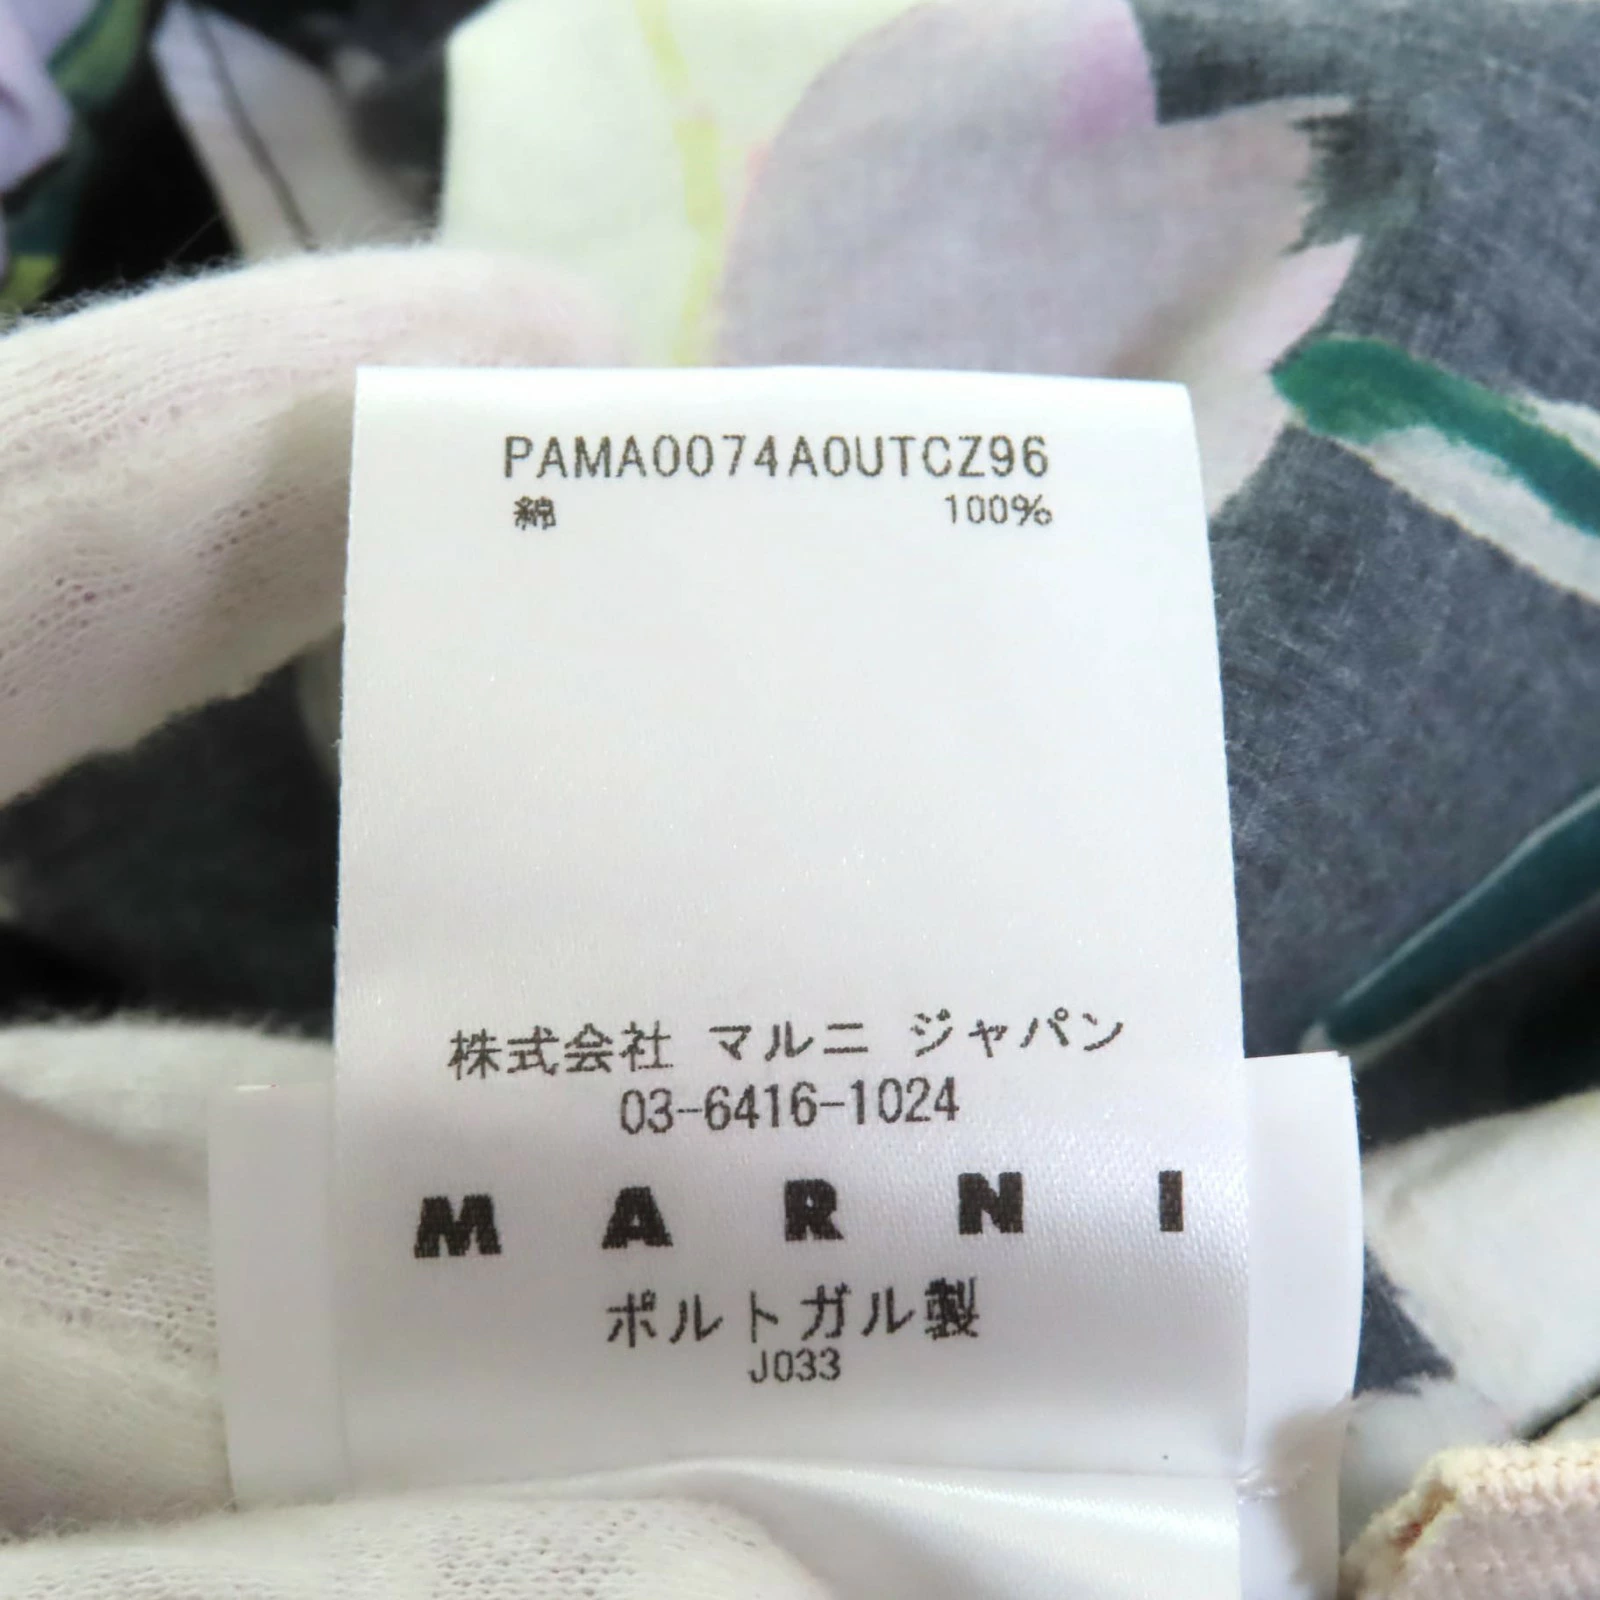 PAMA0074A0UTCZ96
綿 100%
株式会社 マルニ ジャパン
03-6416-1024
MARNI
ポルトガル製
J033